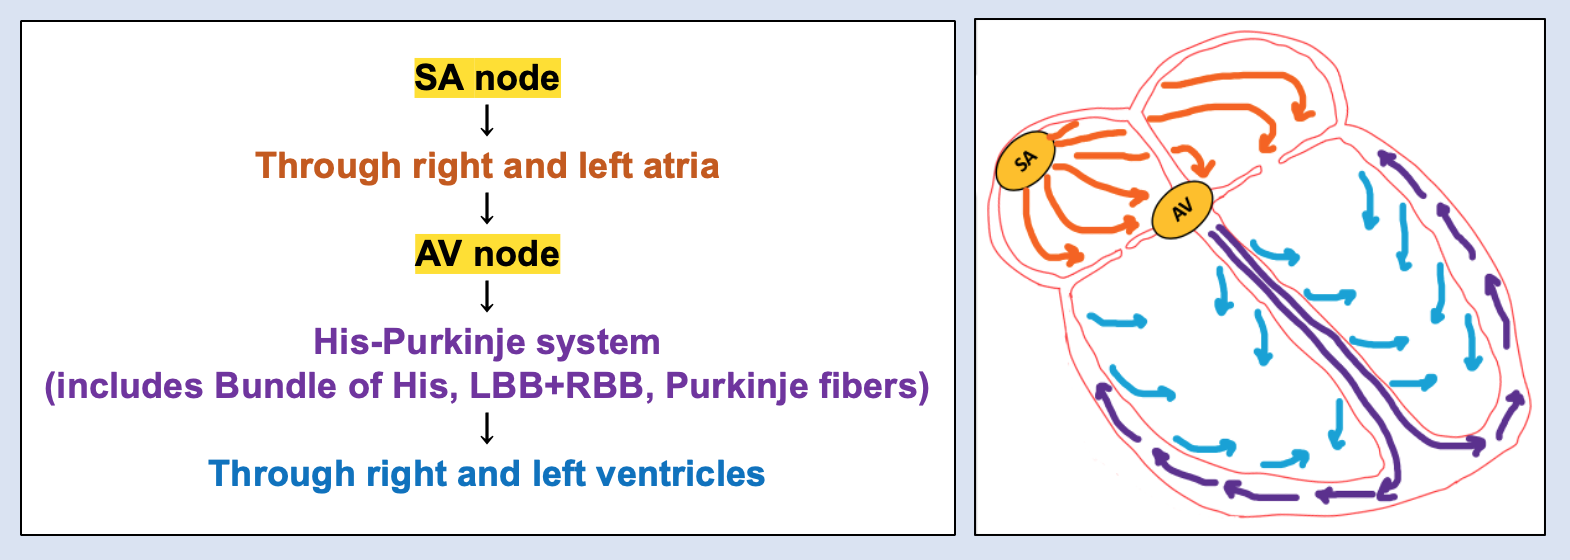 SA node
↓
Through right and left atria
↓
AV node
↓
His-Purkinje system
(includes Bundle of His, LBB+RBB, Purkinje fibers)
↓
Through right and left ventricles
SA
AV